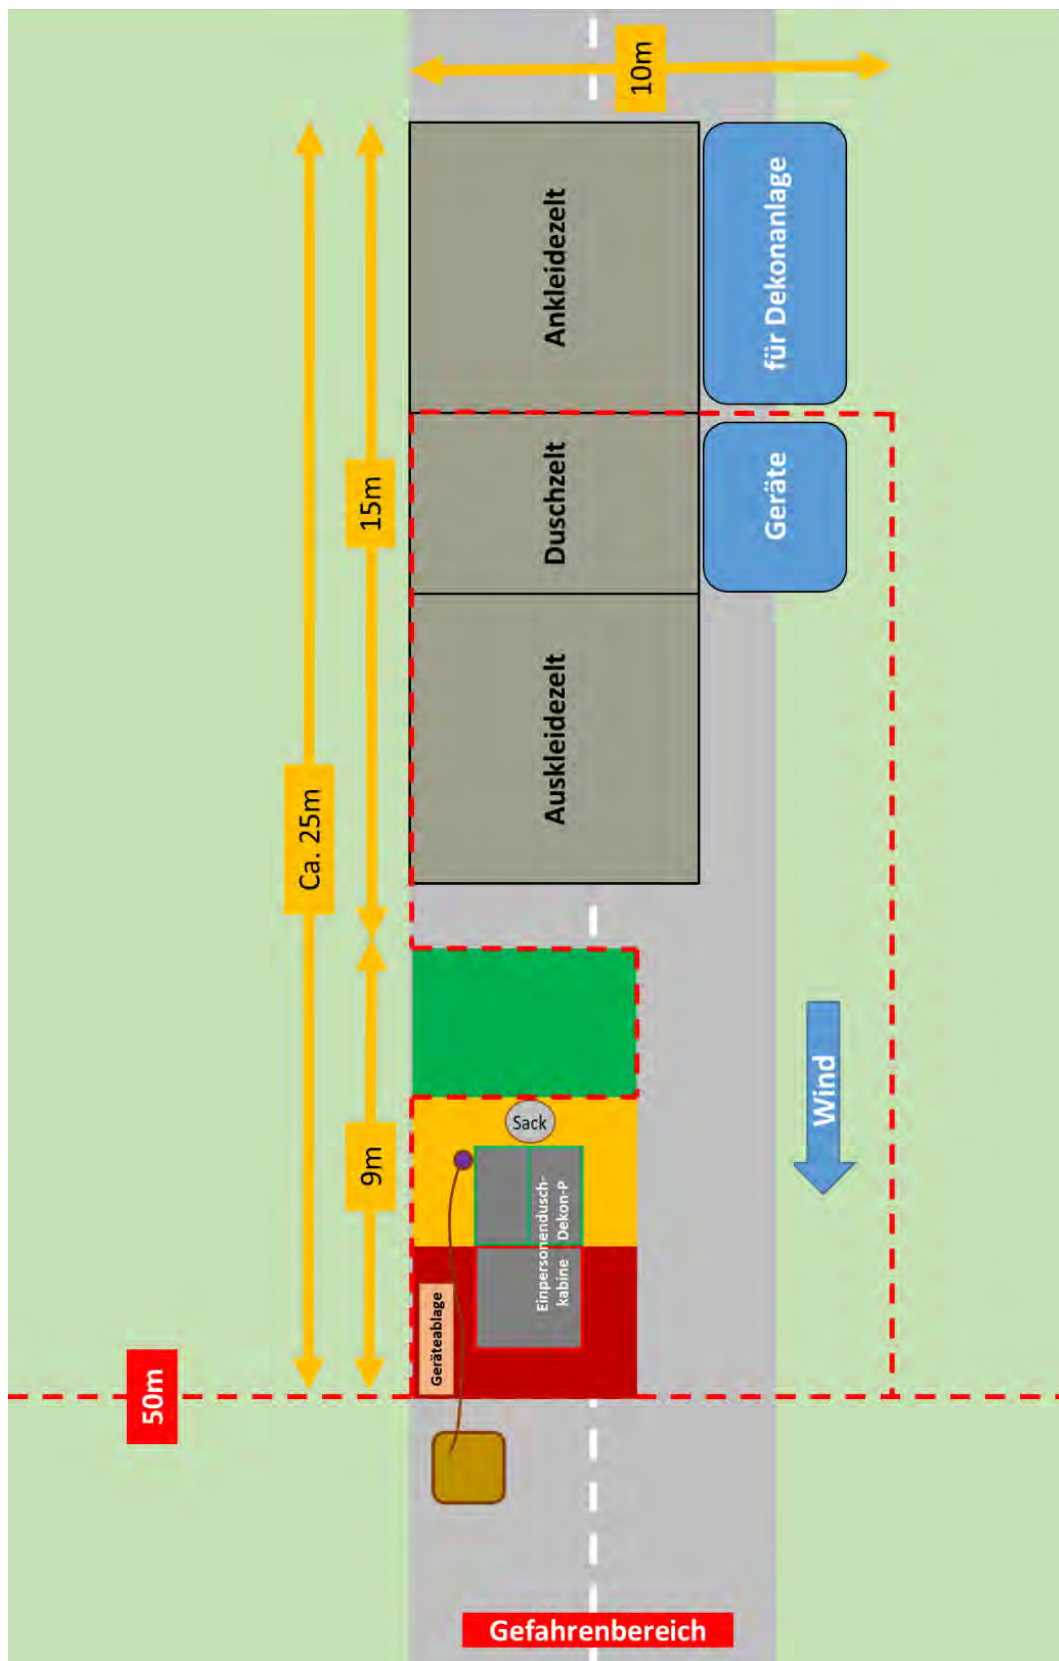 10m
Ankleidezelt
für Dekonanlage
15m
Duschzelt
Geräte
Ca. 25m
Auskleidezelt
Wind
9m
Sack
Einpersonendusch-
kabine Dekon-P
Geräteablage
50m
Gefahrenbereich